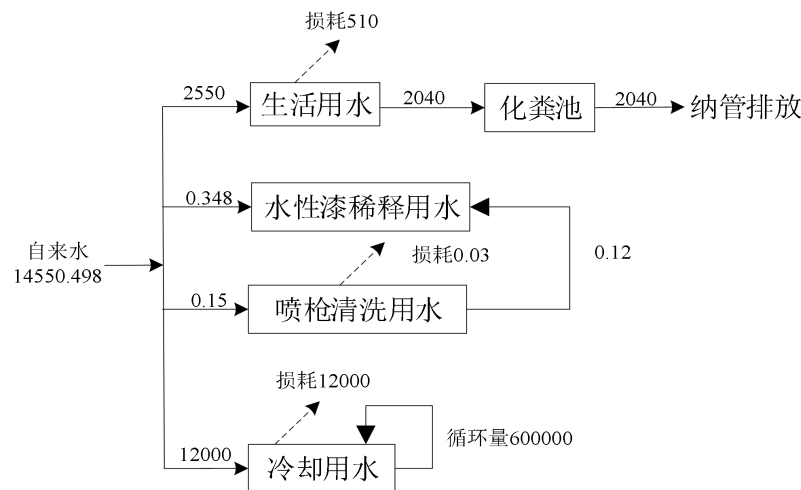 损耗510
2550
生活用水
2040
化粪池
2040
纳管排放
0.348
水性漆稀释用水
自来水
14550.498
损耗0.03
0.12
0.15
喷枪清洗用水
损耗12000
12000
冷却用水
循环量600000